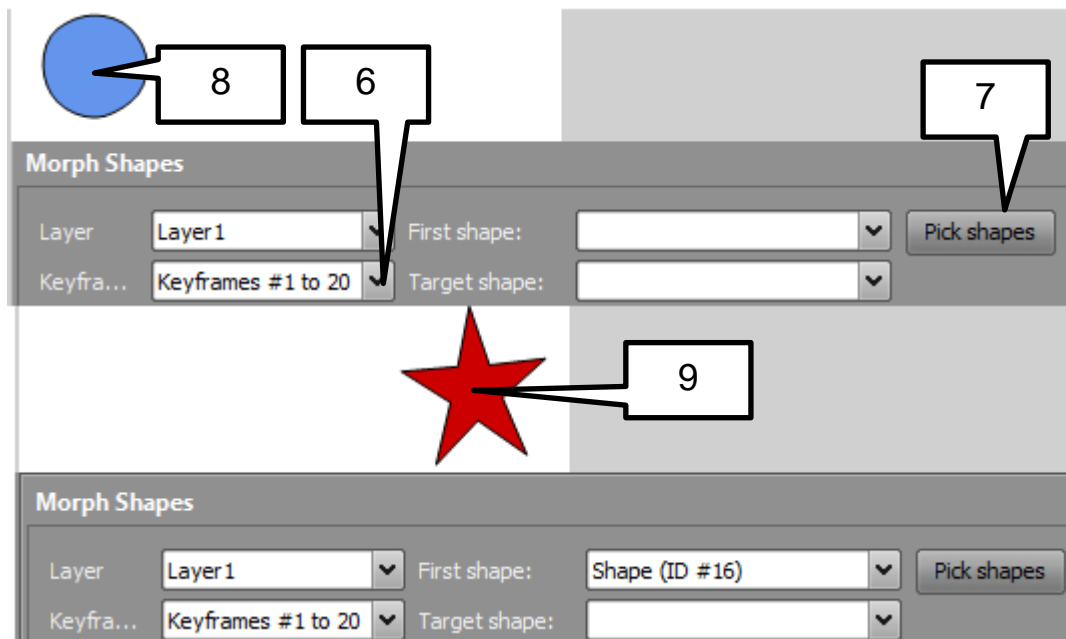 8 6 7
Morph Shapes
Layer Layer1 First shape: Pick shapes
Keyfra... Keyframes #1 to 20 Target shape:
9
Morph Shapes
Layer Layer1 First shape: Shape (ID #16) Pick shapes
Keyfra... Keyframes #1 to 20 Target shape: